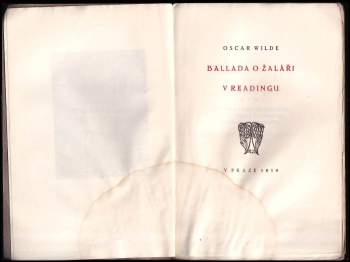 OSCAR WILDE
BALLADA O ŽALÁŘI
V READINGU
V PRAZE 1919